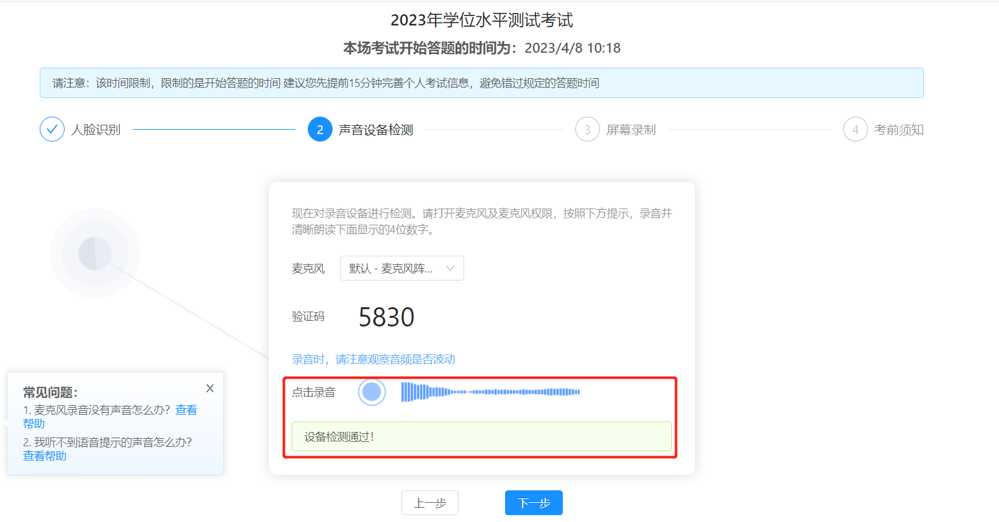 2023年学位水平测试考试
本场考试开始答题的时间为：2023/4/8 10:18
请注意：该时间限制，限制的是开始答题的时间 建议您先提前15分钟完善个人考试信息，避免错过规定的答题时间
人脸识别
2 声音设备检测
3 屏幕录制
4 考前须知
现在对录音设备进行检测。请打开麦克风及麦克风权限，按照下方提示，录音并
清晰朗读下面显示的4位数字。
麦克风 默认 - 麦克风阵...
验证码 5830
录音时，请注意观察音频是否波动
点击录音
设备检测通过！
常见问题： X
1. 麦克风录音没有声音怎么办？查看
帮助
2. 我听不到语音提示的声音怎么办？
查看帮助
上一步
下一步